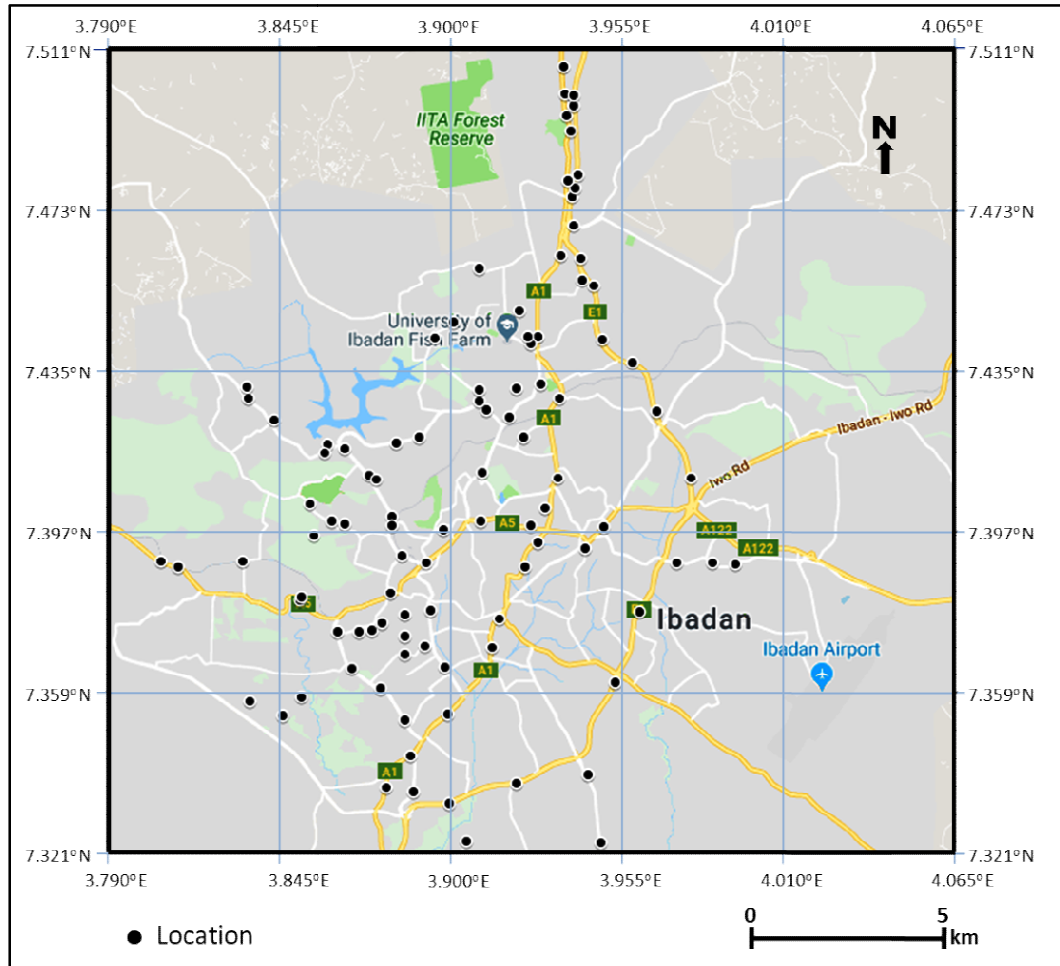 3.790°E 3.845°E 3.900°E 3.955°E 4.010°E 4.065°E
7.511°N 7.511°N
IITA Forest
Reserve
N
7.473°N 7.473°N
A1
E1
University of
Ibadan Fish Farm
7.435°N 7.435°N
A1
Ibadan - Iwo Rd
Iwo Rd
A5
7.397°N 7.397°N
A122
A122
Ibadan
Ibadan Airport
A1
7.359°N 7.359°N
A1
7.321°N 7.321°N
3.790°E 3.845°E 3.900°E 3.955°E 4.010°E 4.065°E
Location
0 5
km